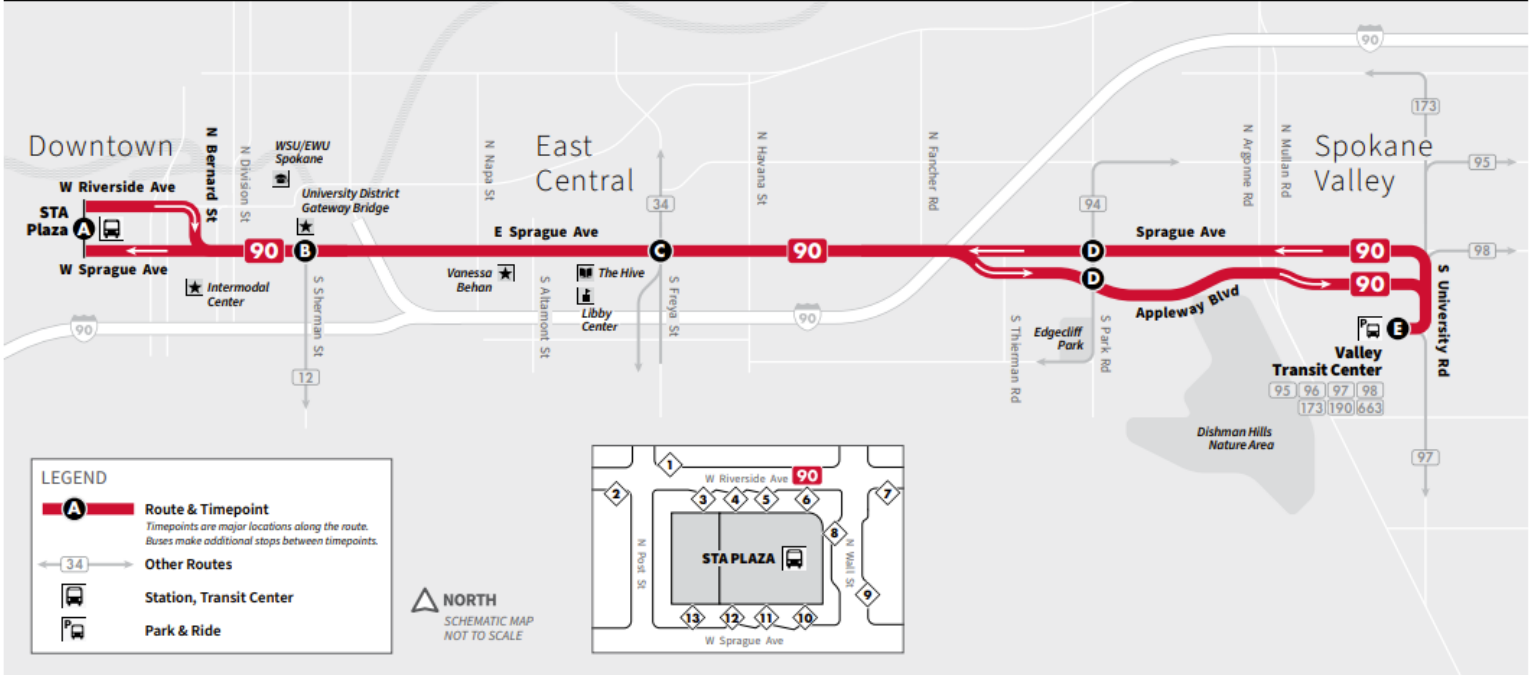 90
173
N Bernard St
N Division St
WSU/EWU
Spokane
N Napa St
East
Central
N Havana St
N Fancher Rd
N Argonne Rd
N Mullan Rd
Spokane
Valley
95
Downtown
W Riverside Ave
University District
Gateway Bridge
34
94
STA
Plaza
A
E Sprague Ave
Sprague Ave
90
B
C
90
D
90
98
W Sprague Ave
Intermodal
Center
Vanessa
Behan
The Hive
Libby
Center
D
Appleway Blvd
90
S University Rd
90
S Sherman St
S Altamont St
S Freya St
90
S Thierman Rd
Edgecliff
Park
S Park Rd
P
E
Valley
Transit Center
95 96 97 98
173 190 663
12
Dishman Hills
Nature Area
97
LEGEND
A
Route & Timepoint
Timepoints are major locations along the route.
Buses make additional stops between timepoints.
34
Other Routes
Station, Transit Center
P
Park & Ride
NORTH
SCHEMATIC MAP
NOT TO SCALE
1
W Riverside Ave 90
2
3 4 5 6
7
8
N Post St
STA PLAZA
N Wall St
9
13 12 11 10
W Sprague Ave